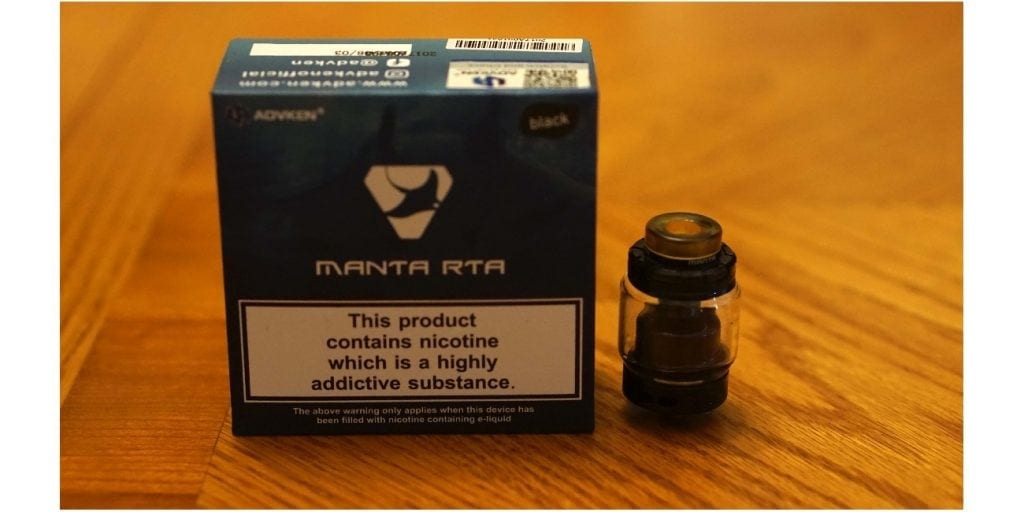 www.advken.com
@advkenofficial
@advken
ADVKEN®
black
MANTA RTA
This product
contains nicotine
which is a highly
addictive substance.
The above warning only applies when this device has
been filled with nicotine containing e-liquid